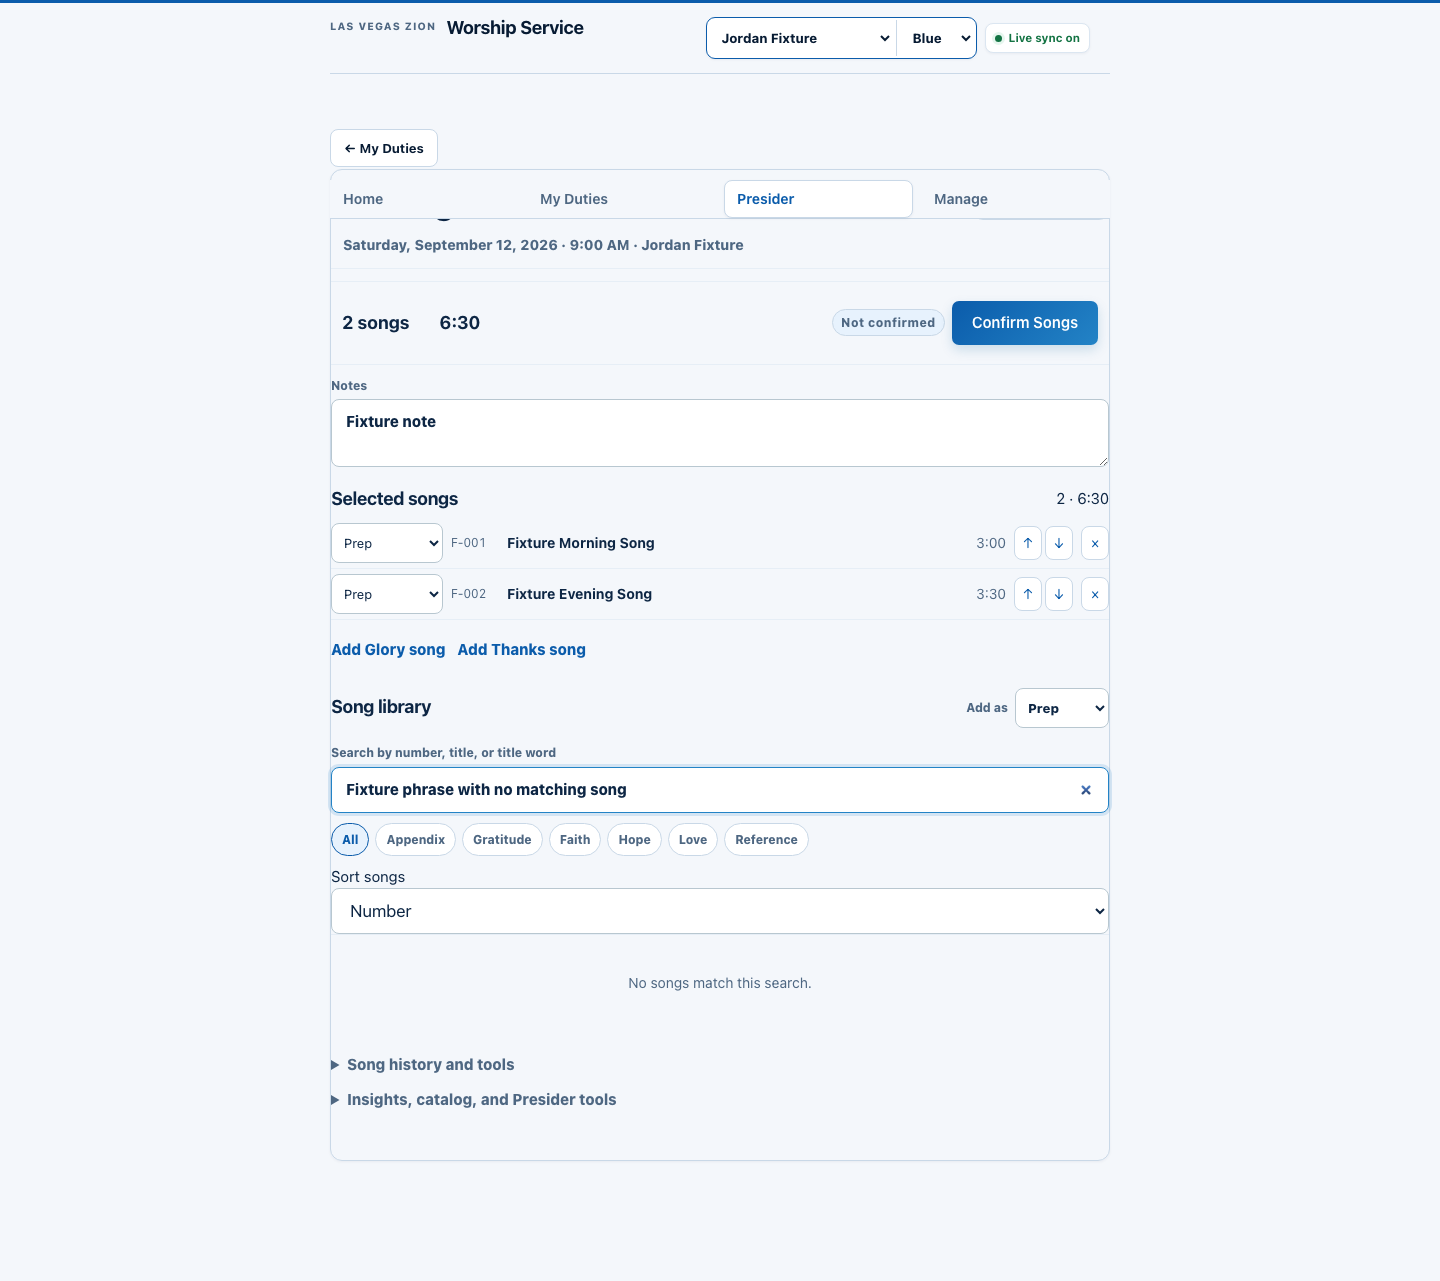 LAS VEGAS ZION Worship Service Jordan Fixture Blue Live sync on
← My Duties
Home My Duties Presider Manage
Saturday, September 12, 2026 · 9:00 AM · Jordan Fixture
2 songs 6:30 Not confirmed Confirm Songs
Notes
Fixture note
Selected songs 2 · 6:30
Prep F-001 Fixture Morning Song 3:00 ↑ ↓ ×
Prep F-002 Fixture Evening Song 3:30 ↑ ↓ ×
Add Glory song Add Thanks song
Song library Add as Prep
Search by number, title, or title word
Fixture phrase with no matching song ×
All Appendix Gratitude Faith Hope Love Reference
Sort songs
Number
No songs match this search.
Song history and tools
Insights, catalog, and Presider tools